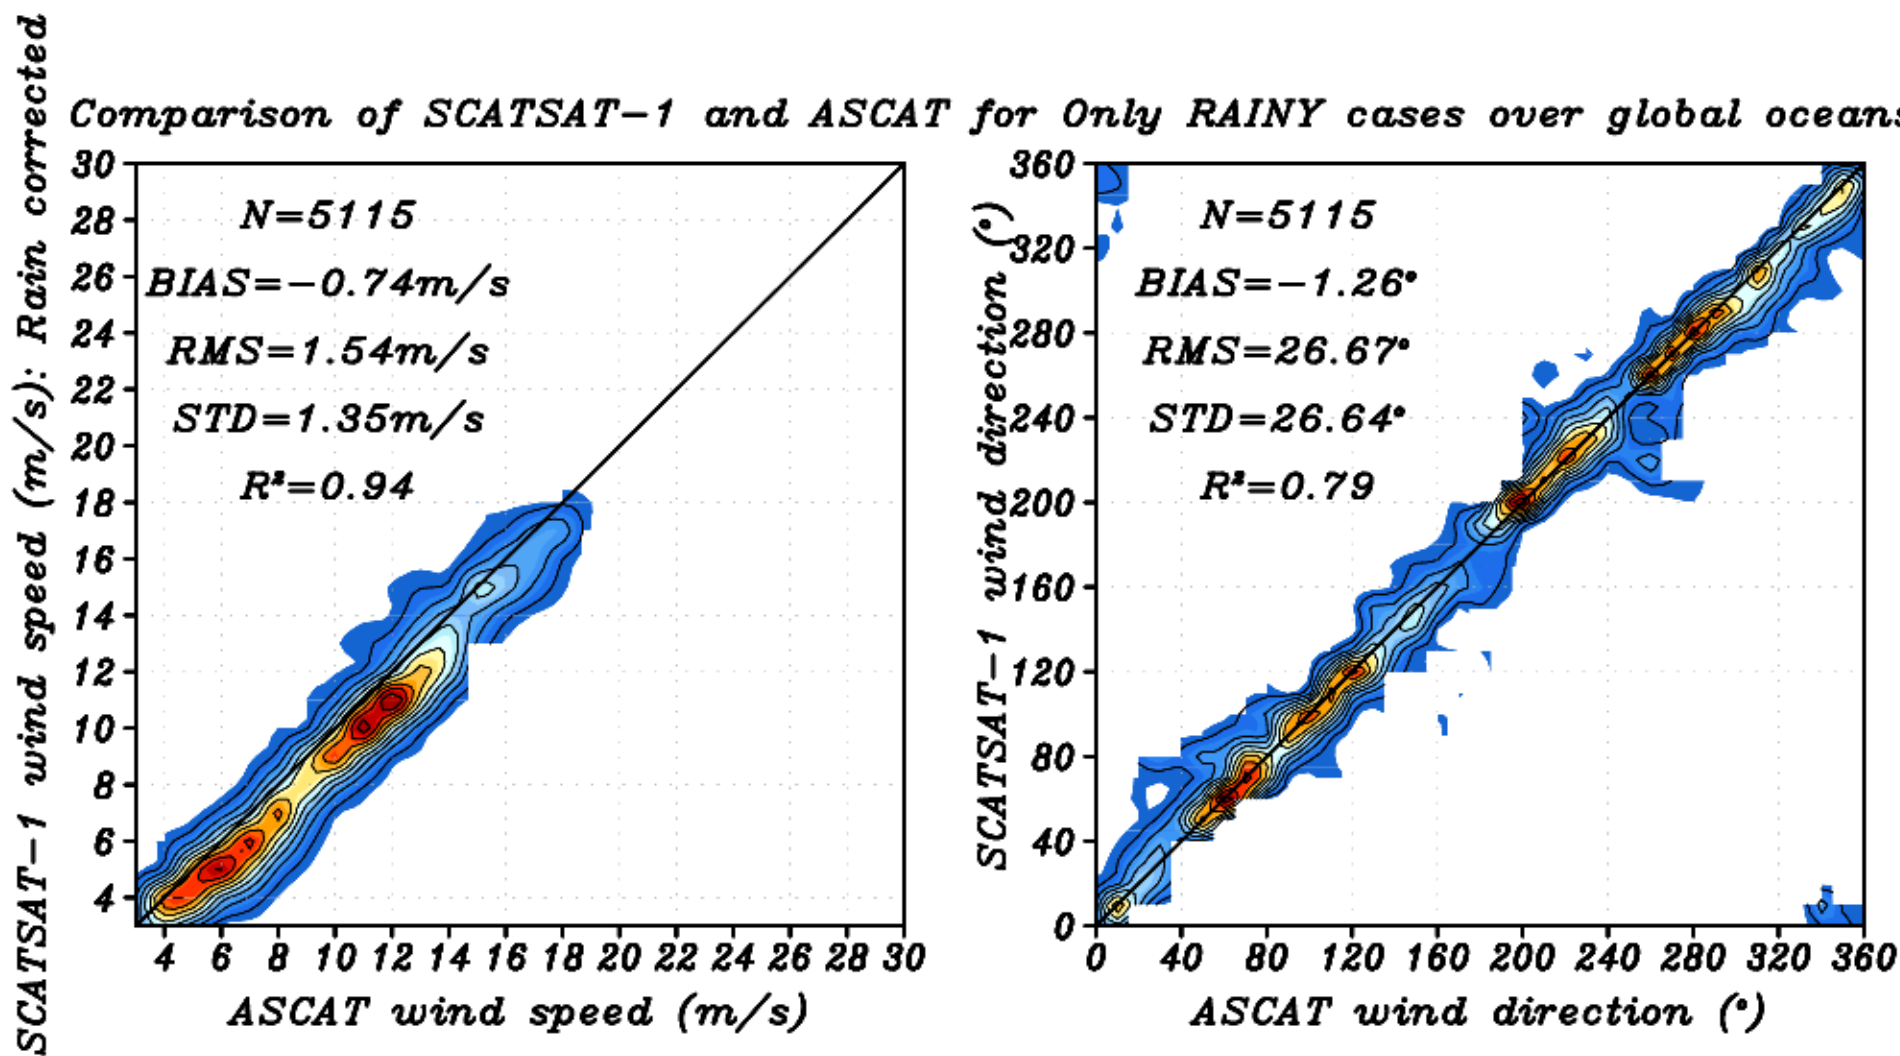 Comparison of SCATSAT-1 and ASCAT for Only RAINY cases over global oceans
SCATSAT-1 wind speed (m/s): Rain corrected
30
28
26
24
22
20
18
16
14
12
10
8
6
4
N=5115
BIAS=-0.74m/s
RMS=1.54m/s
STD=1.35m/s
R²=0.94
4 6 8 10 12 14 16 18 20 22 24 26 28 30
ASCAT wind speed (m/s)
SCATSAT-1 wind direction (°)
360
320
280
240
200
160
120
80
40
0
N=5115
BIAS=-1.26°
RMS=26.67°
STD=26.64°
R²=0.79
0 40 80 120 160 200 240 280 320 360
ASCAT wind direction (°)